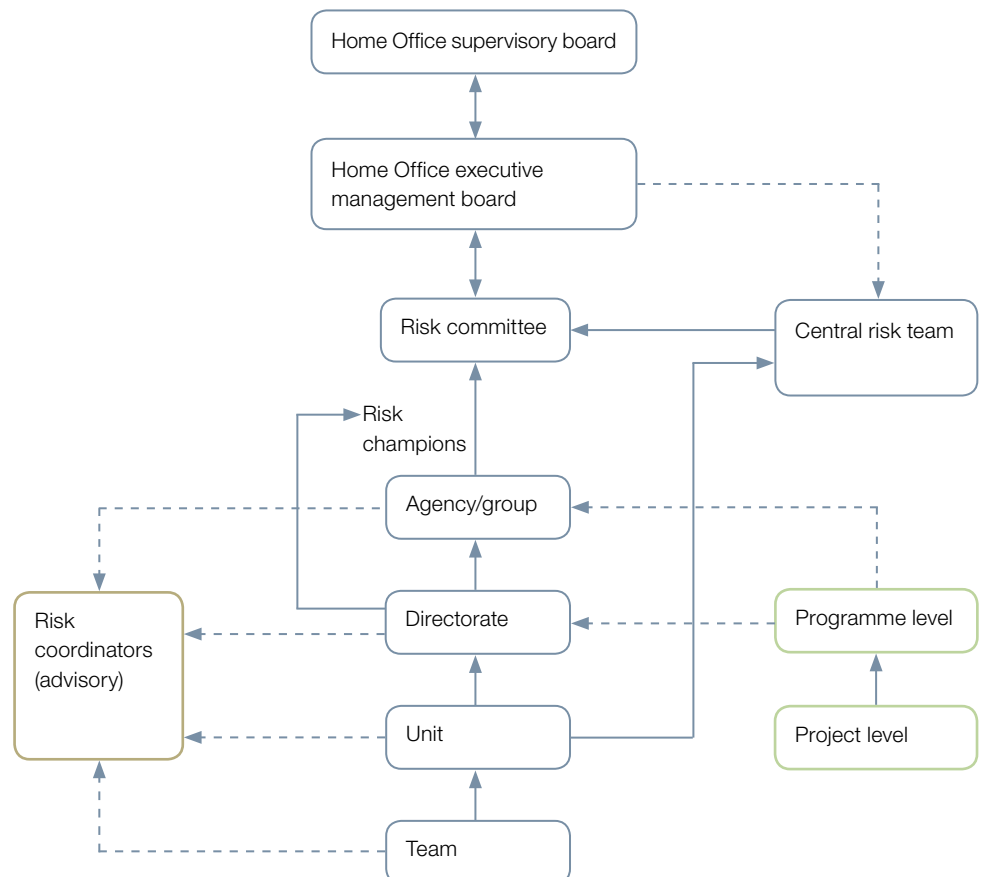 Home Office supervisory board
Home Office executive
management board
Risk committee
Central risk team
Risk
champions
Agency/group
Risk
coordinators
(advisory)
Directorate
Programme level
Unit
Project level
Team